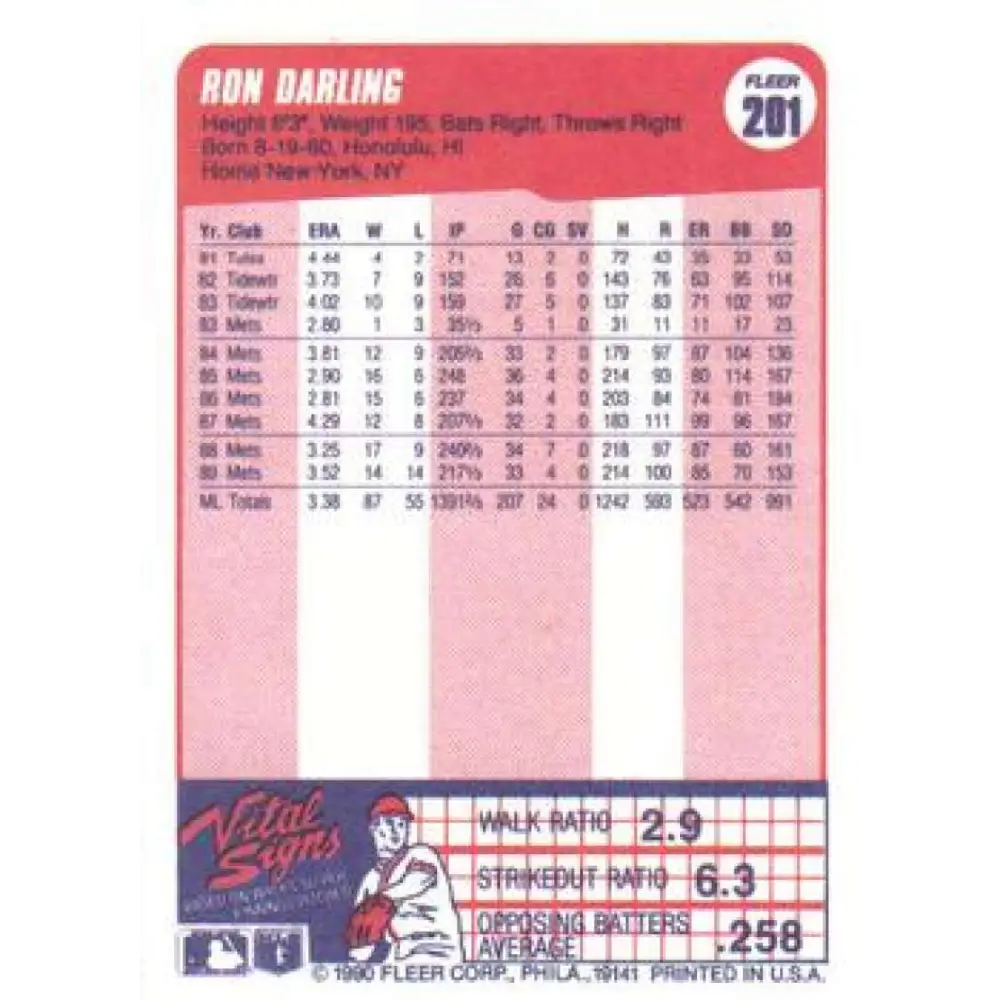 RON DARLING
FLEER
201
Height 6'3", Weight 195, Bats Right, Throws Right
Born 8-19-60, Honolulu, HI
Home New York, NY
Yr. Club ERA W L IP G CG SV H R ER BB SO
81 Tulsa 4.44 4 2 71 13 2 0 72 43 35 33 53
82 Tidewtr 3.73 7 9 152 26 6 0 143 76 63 95 114
83 Tidewtr 4.02 10 9 159 27 5 0 137 83 71 102 107
83 Mets 2.80 1 3 35⅓ 5 1 0 31 11 11 17 23
84 Mets 3.81 12 9 205⅔ 33 2 0 179 97 87 104 136
85 Mets 2.90 16 6 248 36 4 0 214 93 80 114 167
86 Mets 2.81 15 6 237 34 4 0 203 84 74 81 184
87 Mets 4.29 12 8 207⅔ 32 2 0 183 111 99 96 167
88 Mets 3.25 17 9 240⅔ 34 7 0 218 97 87 60 161
89 Mets 3.52 14 14 217⅓ 33 4 0 214 100 85 70 153
ML Totals 3.38 87 55 1391⅔ 207 24 0 1242 593 523 542 991
Vital Signs
WALK RATIO 2.9
STRIKEOUT RATIO 6.3
OPPOSING BATTERS
AVERAGE .258
© 1990 FLEER CORP., PHILA., 19141 PRINTED IN U.S.A.